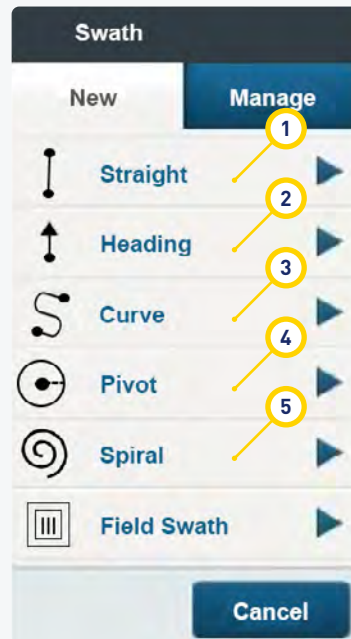 Swath
New Manage
1
Straight
2
Heading
3
Curve
4
Pivot
5
Spiral
Field Swath
Cancel